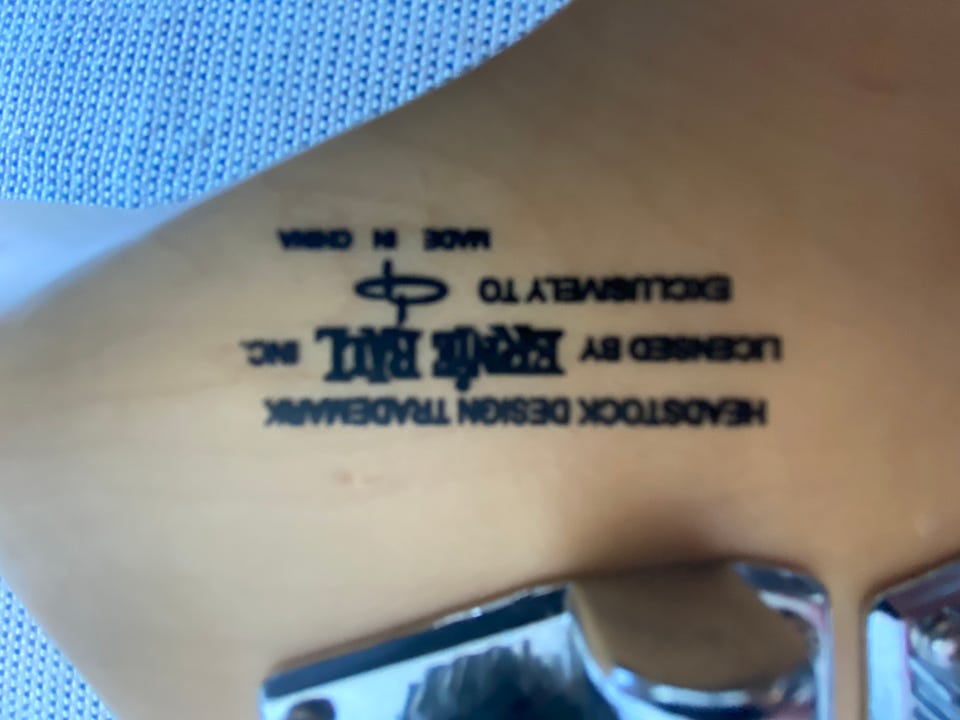 HEADSTOCK DESIGN TRADEMARK
LICENSED BY ERNIE BALL INC.
EXCLUSIVELY TO
MADE IN CHINA